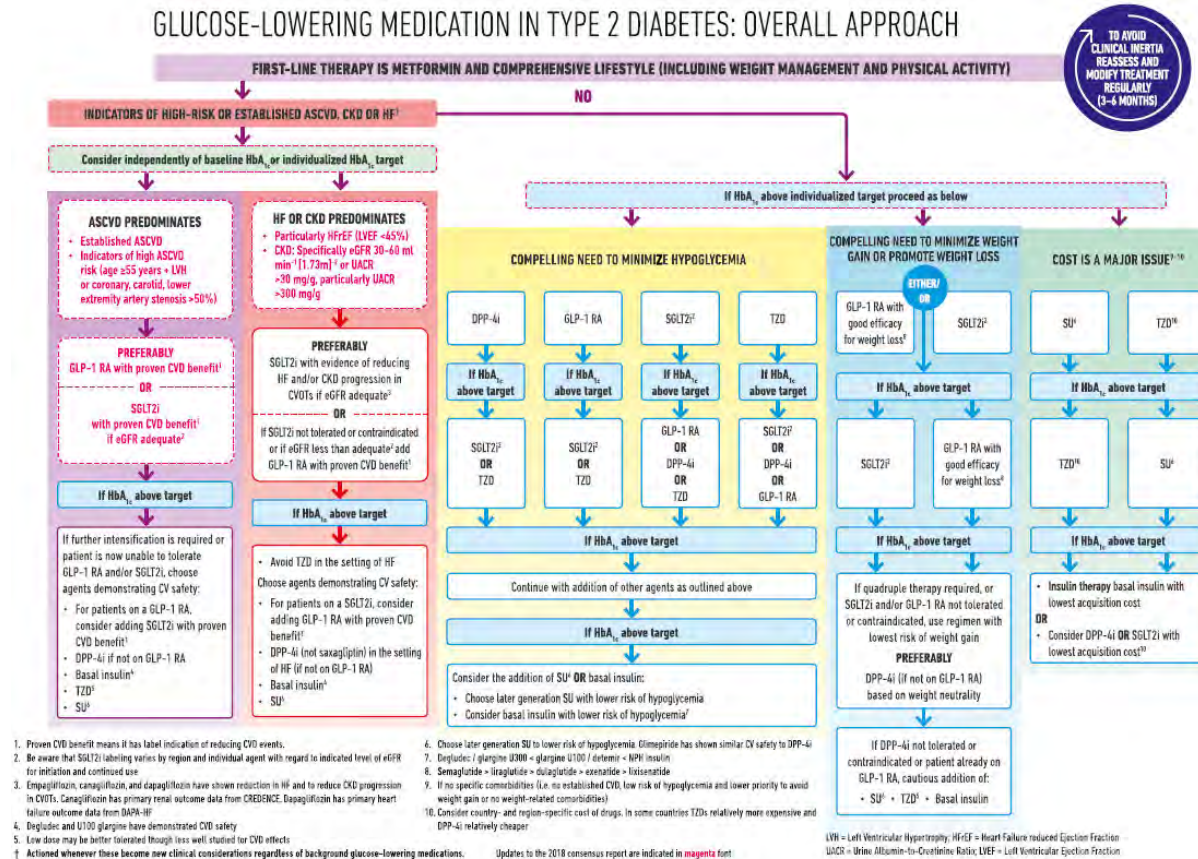 GLUCOSE-LOWERING MEDICATION IN TYPE 2 DIABETES: OVERALL APPROACH
TO AVOID
CLINICAL INERTIA
REASSESS AND
MODIFY TREATMENT
REGULARLY
(3–6 MONTHS)
FIRST-LINE THERAPY IS METFORMIN AND COMPREHENSIVE LIFESTYLE (INCLUDING WEIGHT MANAGEMENT AND PHYSICAL ACTIVITY)
INDICATORS OF HIGH-RISK OR ESTABLISHED ASCVD, CKD OR HF†
NO
Consider independently of baseline HbA1c or individualized HbA1c target
If HbA1c above individualized target proceed as below
ASCVD PREDOMINATES
• Established ASCVD
• Indicators of high ASCVD
risk (age ≥55 years + LVH
or coronary, carotid, lower
extremity artery stenosis >50%)
PREFERABLY
GLP-1 RA with proven CVD benefit1
OR
SGLT2i
with proven CVD benefit1
if eGFR adequate2
If HbA1c above target
If further intensification is required or
patient is now unable to tolerate
GLP-1 RA and/or SGLT2i, choose
agents demonstrating CV safety:
• For patients on a GLP-1 RA,
consider adding SGLT2i with proven
CVD benefit1
• DPP-4i if not on GLP-1 RA
• Basal insulin4
• TZD5
• SU6
HF OR CKD PREDOMINATES
• Particularly HFrEF (LVEF <45%)
• CKD: Specifically eGFR 30–60 ml
min-1 [1.73m]-2 or UACR
>30 mg/g, particularly UACR
>300 mg/g
PREFERABLY
SGLT2i with evidence of reducing
HF and/or CKD progression in
CVOTs if eGFR adequate3
OR
If SGLT2i not tolerated or contraindicated
or if eGFR less than adequate2 add
GLP-1 RA with proven CVD benefit1
If HbA1c above target
• Avoid TZD in the setting of HF
Choose agents demonstrating CV safety:
• For patients on a SGLT2i, consider
adding GLP-1 RA with proven CVD
benefit1
• DPP-4i (not saxagliptin) in the setting
of HF (if not on GLP-1 RA)
• Basal insulin4
• SU6
COMPELLING NEED TO MINIMIZE HYPOGLYCEMIA
DPP-4i
GLP-1 RA
SGLT2i2
TZD
If HbA1c
above target
If HbA1c
above target
If HbA1c
above target
If HbA1c
above target
SGLT2i2
OR
TZD
SGLT2i2
OR
TZD
GLP-1 RA
OR
DPP-4i
OR
TZD
SGLT2i2
OR
DPP-4i
OR
GLP-1 RA
If HbA1c above target
Continue with addition of other agents as outlined above
If HbA1c above target
Consider the addition of SU6 OR basal insulin:
• Choose later generation SU with lower risk of hypoglycemia
• Consider basal insulin with lower risk of hypoglycemia7
COMPELLING NEED TO MINIMIZE WEIGHT
GAIN OR PROMOTE WEIGHT LOSS
EITHER/
OR
GLP-1 RA with
good efficacy
for weight loss8
SGLT2i2
If HbA1c above target
SGLT2i2
GLP-1 RA with
good efficacy
for weight loss8
If HbA1c above target
If quadruple therapy required, or
SGLT2i and/or GLP-1 RA not tolerated
or contraindicated, use regimen with
lowest risk of weight gain
PREFERABLY
DPP-4i (if not on GLP-1 RA)
based on weight neutrality
If DPP-4i not tolerated or
contraindicated or patient already on
GLP-1 RA, cautious addition of:
• SU6 • TZD5 • Basal insulin
COST IS A MAJOR ISSUE9-10
SU6
TZD10
If HbA1c above target
TZD10
SU6
If HbA1c above target
• Insulin therapy basal insulin with
lowest acquisition cost
OR
• Consider DPP-4i OR SGLT2i with
lowest acquisition cost10
1. Proven CVD benefit means it has label indication of reducing CVD events.
2. Be aware that SGLT2i labeling varies by region and individual agent with regard to indicated level of eGFR
for initiation and continued use
3. Empagliflozin, canagliflozin, and dapagliflozin have shown reduction in HF and to reduce CKD progression
in CVOTs. Canagliflozin has primary renal outcome data from CREDENCE. Dapagliflozin has primary heart
failure outcome data from DAPA-HF
4. Degludec and U100 glargine have demonstrated CVD safety
5. Low dose may be better tolerated though less well studied for CVD effects
† Actioned whenever these become new clinical considerations regardless of background glucose-lowering medications.
6. Choose later generation SU to lower risk of hypoglycemia. Glimepiride has shown similar CV safety to DPP-4i
7. Degludec / glargine U300 < glargine U100 / detemir < NPH insulin
8. Semaglutide > liraglutide > dulaglutide > exenatide > lixisenatide
9. If no specific comorbidities (i.e. no established CVD, low risk of hypoglycemia and lower priority to avoid
weight gain or no weight-related comorbidities)
10. Consider country- and region-specific cost of drugs. In some countries TZDs relatively more expensive and
DPP-4i relatively cheaper
Updates to the 2018 consensus report are indicated in magenta font
LVH = Left Ventricular Hypertrophy; HFrEF = Heart Failure reduced Ejection Fraction
UACR = Urine Albumin-to-Creatinine Ratio; LVEF = Left Ventricular Ejection Fraction